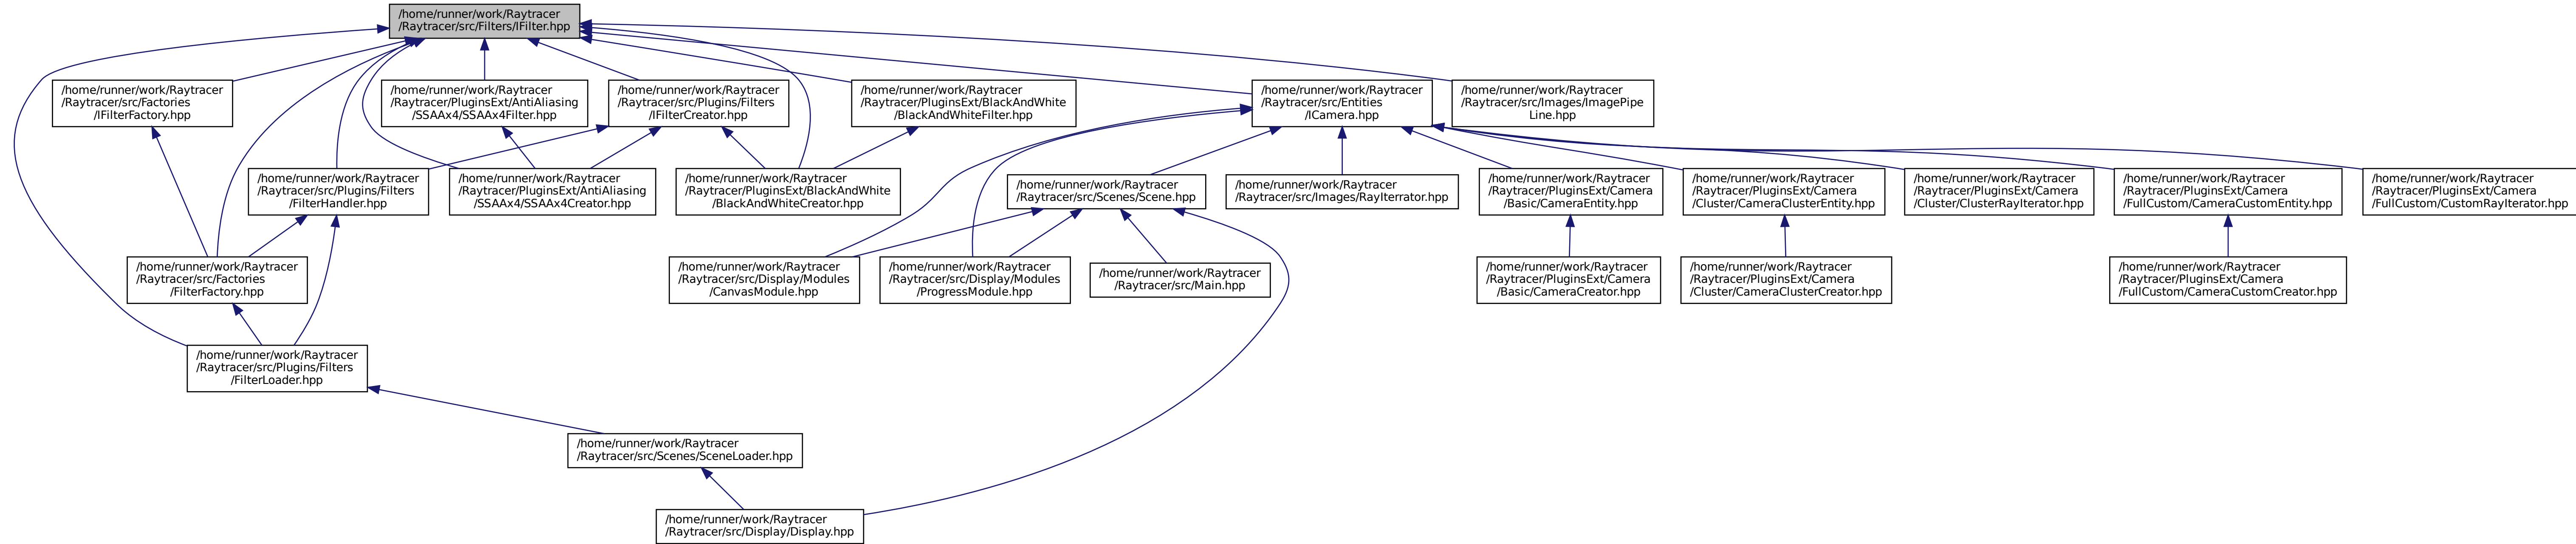 /home/runner/work/Raytracer
/Raytracer/src/Filters/IFilter.hpp
/home/runner/work/Raytracer
/Raytracer/src/Factories
/IFilterFactory.hpp
/home/runner/work/Raytracer
/Raytracer/PluginsExt/AntiAliasing
/SSAAx4/SSAAx4Filter.hpp
/home/runner/work/Raytracer
/Raytracer/src/Plugins/Filters
/IFilterCreator.hpp
/home/runner/work/Raytracer
/Raytracer/PluginsExt/BlackAndWhite
/BlackAndWhiteFilter.hpp
/home/runner/work/Raytracer
/Raytracer/src/Entities
/ICamera.hpp
/home/runner/work/Raytracer
/Raytracer/src/Images/ImagePipe
Line.hpp
/home/runner/work/Raytracer
/Raytracer/src/Plugins/Filters
/FilterHandler.hpp
/home/runner/work/Raytracer
/Raytracer/PluginsExt/AntiAliasing
/SSAAx4/SSAAx4Creator.hpp
/home/runner/work/Raytracer
/Raytracer/PluginsExt/BlackAndWhite
/BlackAndWhiteCreator.hpp
/home/runner/work/Raytracer
/Raytracer/src/Scenes/Scene.hpp
/home/runner/work/Raytracer
/Raytracer/src/Images/RayIterrator.hpp
/home/runner/work/Raytracer
/Raytracer/PluginsExt/Camera
/Basic/CameraEntity.hpp
/home/runner/work/Raytracer
/Raytracer/PluginsExt/Camera
/Cluster/CameraClusterEntity.hpp
/home/runner/work/Raytracer
/Raytracer/PluginsExt/Camera
/Cluster/ClusterRayIterator.hpp
/home/runner/work/Raytracer
/Raytracer/PluginsExt/Camera
/FullCustom/CameraCustomEntity.hpp
/home/runner/work/Raytracer
/Raytracer/PluginsExt/Camera
/FullCustom/CustomRayIterator.hpp
/home/runner/work/Raytracer
/Raytracer/src/Factories
/FilterFactory.hpp
/home/runner/work/Raytracer
/Raytracer/src/Display/Modules
/CanvasModule.hpp
/home/runner/work/Raytracer
/Raytracer/src/Display/Modules
/ProgressModule.hpp
/home/runner/work/Raytracer
/Raytracer/src/Main.hpp
/home/runner/work/Raytracer
/Raytracer/PluginsExt/Camera
/Basic/CameraCreator.hpp
/home/runner/work/Raytracer
/Raytracer/PluginsExt/Camera
/Cluster/CameraClusterCreator.hpp
/home/runner/work/Raytracer
/Raytracer/PluginsExt/Camera
/FullCustom/CameraCustomCreator.hpp
/home/runner/work/Raytracer
/Raytracer/src/Plugins/Filters
/FilterLoader.hpp
/home/runner/work/Raytracer
/Raytracer/src/Scenes/SceneLoader.hpp
/home/runner/work/Raytracer
/Raytracer/src/Display/Display.hpp